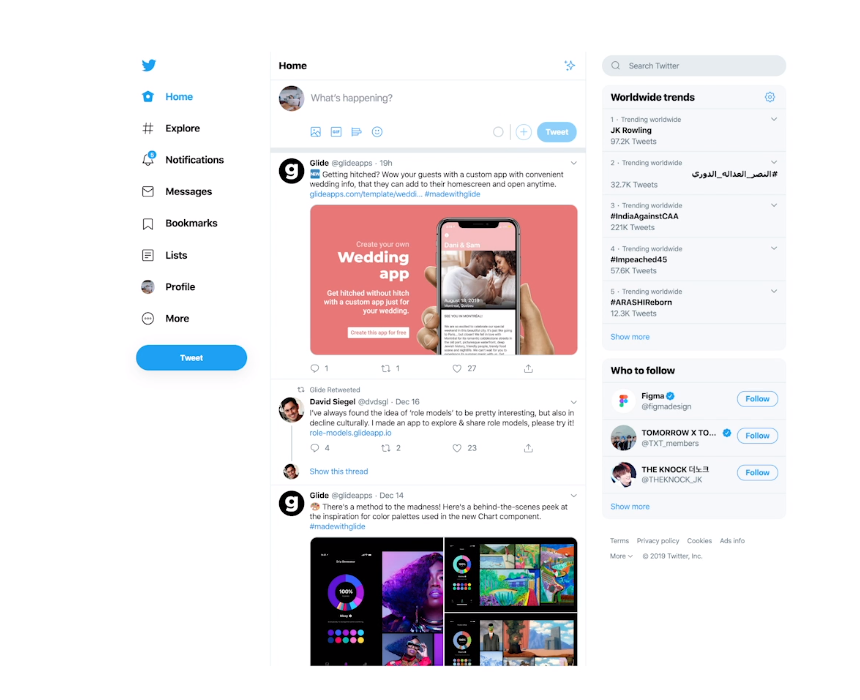 Home
Explore
Notifications
Messages
Bookmarks
Lists
Profile
More
Tweet
Home
What's happening?
GIF
Tweet
Glide @glideapps · 19h
🆕 Getting hitched? Wow your guests with a custom app with convenient
wedding info, that they can add to their homescreen and open anytime.
glideapps.com/template/weddi... #madewithglide
Create your own
Wedding
app
Get hitched without hitch
with a custom app just for
your wedding.
Create this app for free
Dani & Sam
August 18, 2019
1
1
27
Glide Retweeted
David Siegel @dvdsgl · Dec 16
I've always found the idea of 'role models' to be pretty interesting, but also in
decline culturally. I made an app to explore & share role models, please try it!
role-models.glideapp.io
4
2
23
Show this thread
Glide @glideapps · Dec 14
There's a method to the madness! Here's a behind-the-scenes peek at
the inspiration for color palettes used in the new Chart component.
#madewithglide
100%
100%
100%
Search Twitter
Worldwide trends
1 · Trending worldwide
JK Rowling
97.2K Tweets
2 · Trending worldwide
#النصر_العداله_الدوري
32.7K Tweets
3 · Trending worldwide
#IndiaAgainstCAA
221K Tweets
4 · Trending worldwide
#Impeached45
57.6K Tweets
5 · Trending worldwide
#ARASHIReborn
12.3K Tweets
Show more
Who to follow
Figma
@figmadesign
Follow
TOMORROW X TO...
@TXT_members
Follow
THE KNOCK 더노크
@THEKNOCK_JK
Follow
Show more
Terms Privacy policy Cookies Ads info
More © 2019 Twitter, Inc.